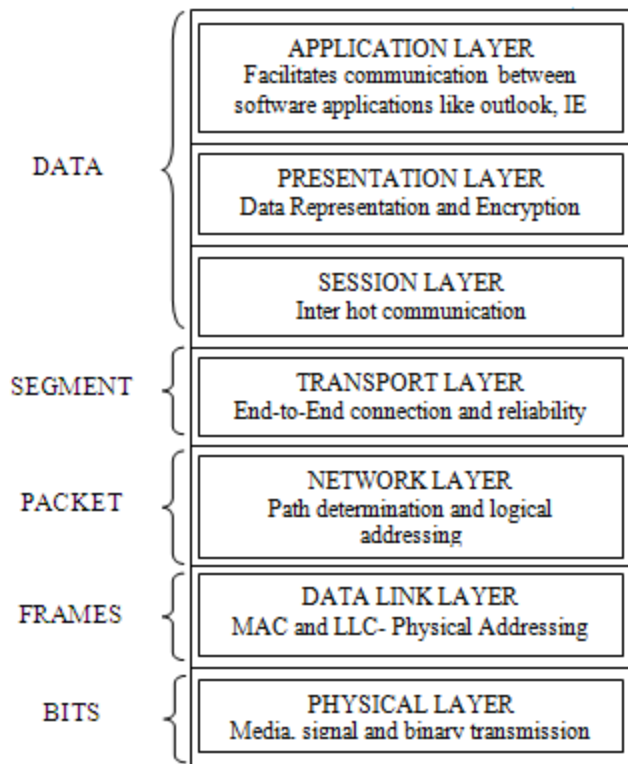 APPLICATION LAYER
Facilitates communication between
software applications like outlook, IE
DATA
PRESENTATION LAYER
Data Representation and Encryption
SESSION LAYER
Inter hot communication
SEGMENT
TRANSPORT LAYER
End-to-End connection and reliability
PACKET
NETWORK LAYER
Path determination and logical
addressing
FRAMES
DATA LINK LAYER
MAC and LLC- Physical Addressing
BITS
PHYSICAL LAYER
Media, signal and binary transmission